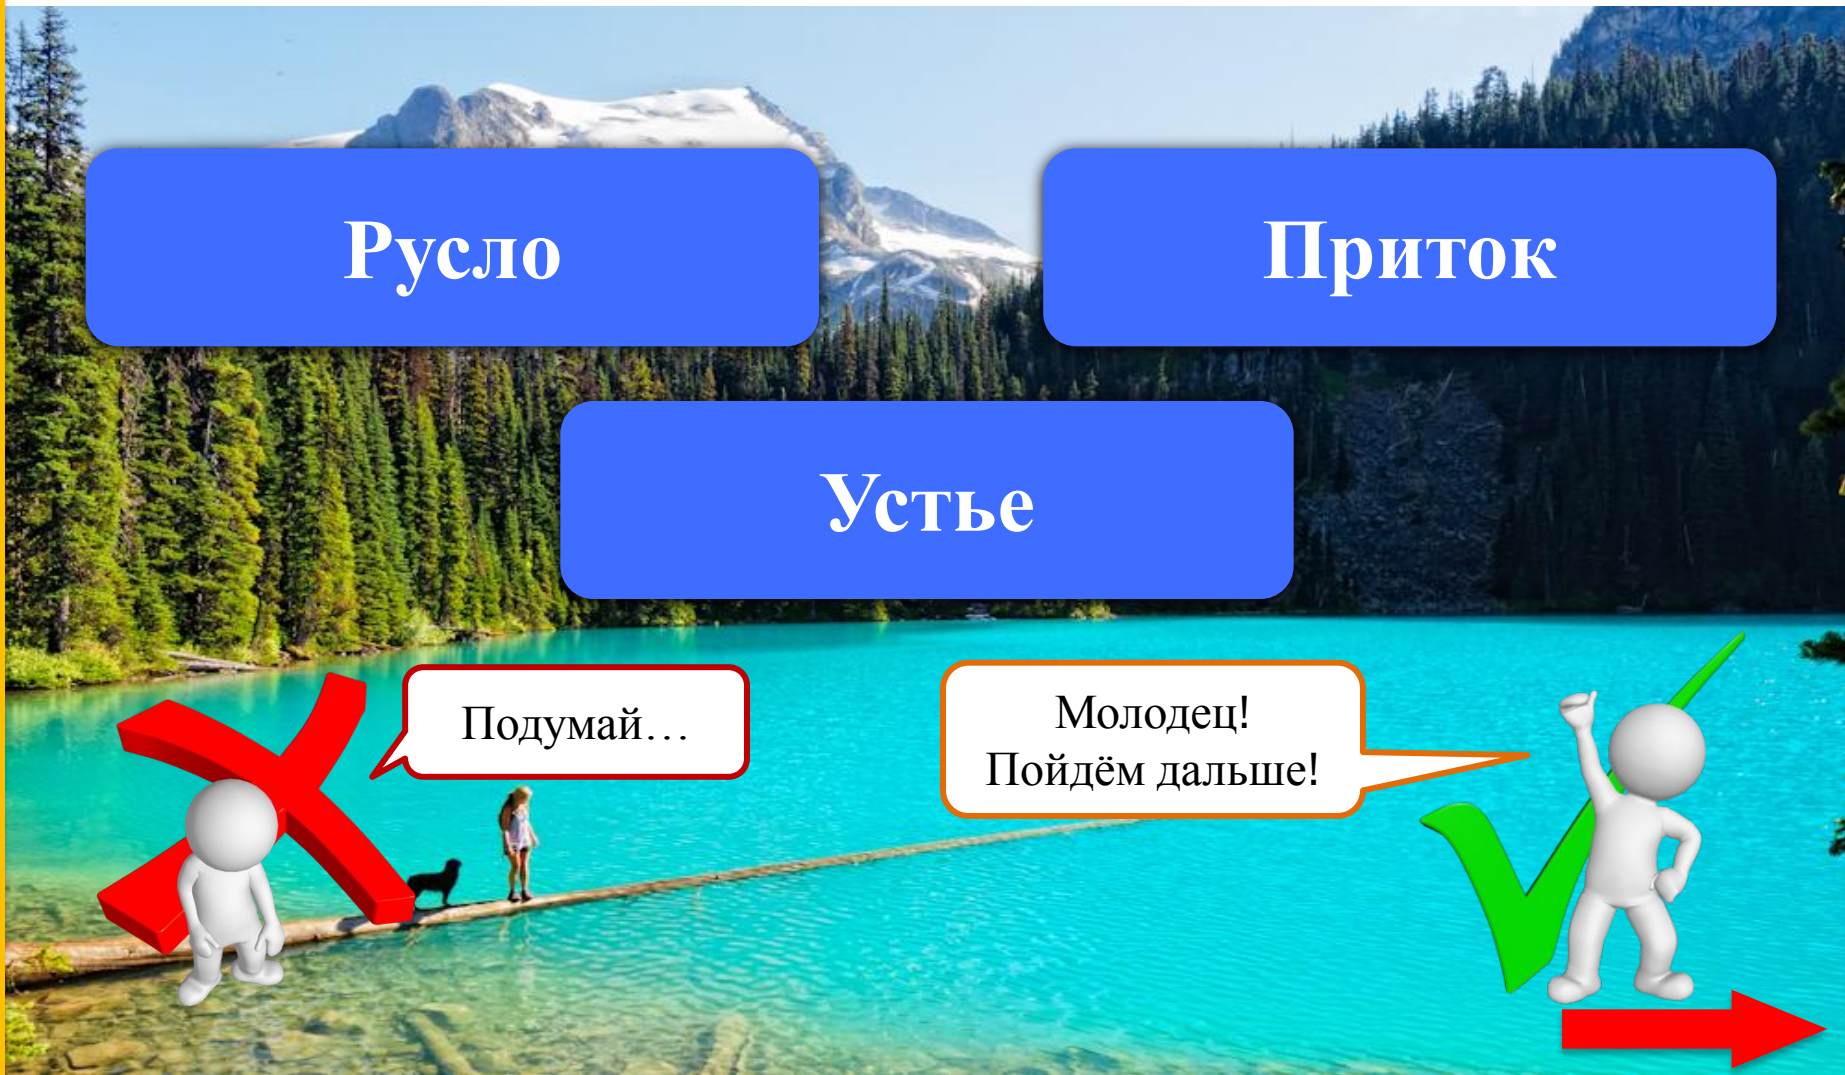 Русло
Приток
Устье
Подумай…
Молодец!
Пойдём дальше!